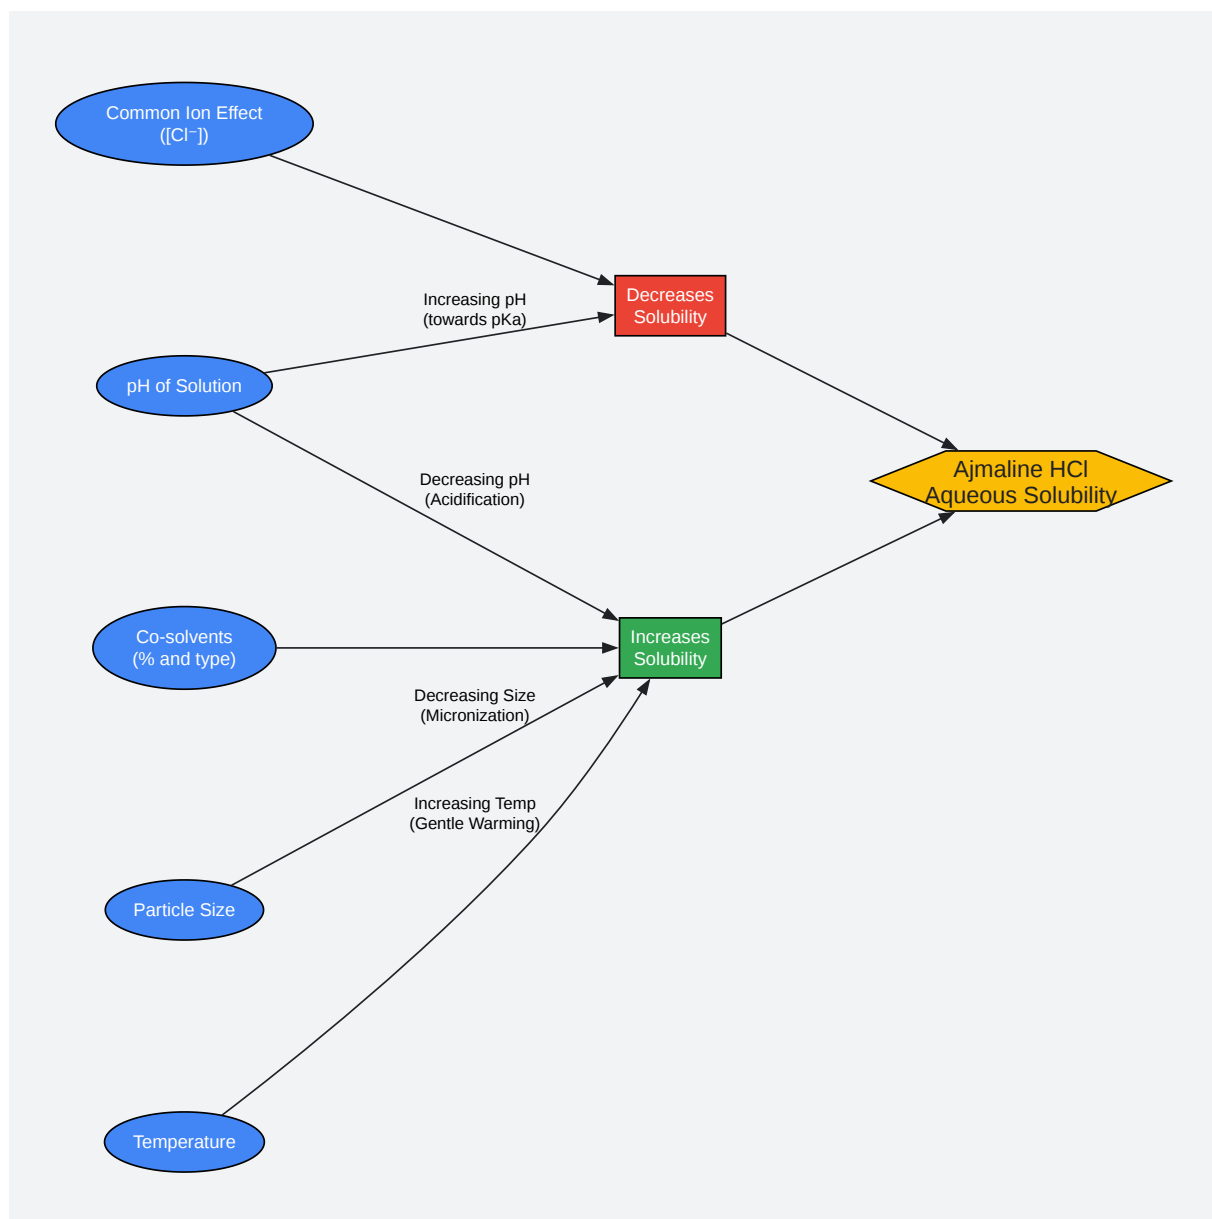 Common Ion Effect
([Cl⁻])
Increasing pH
(towards pKa)
Decreases
Solubility
pH of Solution
Decreasing pH
(Acidification)
Ajmaline HCl
Aqueous Solubility
Co-solvents
(% and type)
Increases
Solubility
Decreasing Size
(Micronization)
Increasing Temp
(Gentle Warming)
Particle Size
Temperature